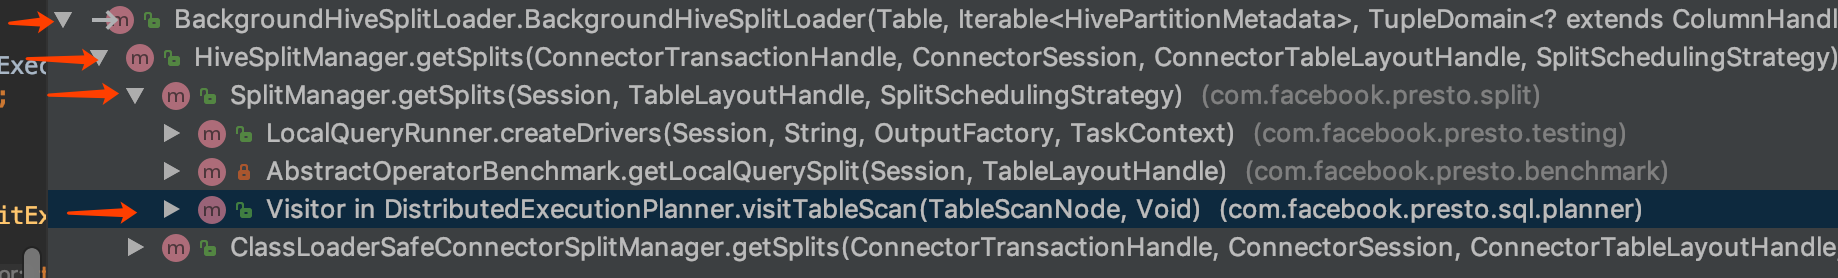 BackgroundHiveSplitLoader.BackgroundHiveSplitLoader(Table, Iterable<HivePartitionMetadata>, TupleDomain<? extends ColumnHandl
Exec
m HiveSplitManager.getSplits(ConnectorTransactionHandle, ConnectorSession, ConnectorTableLayoutHandle, SplitSchedulingStrategy)
; m SplitManager.getSplits(Session, TableLayoutHandle, SplitSchedulingStrategy) (com.facebook.presto.split)
m LocalQueryRunner.createDrivers(Session, String, OutputFactory, TaskContext) (com.facebook.presto.testing)
m AbstractOperatorBenchmark.getLocalQuerySplit(Session, TableLayoutHandle) (com.facebook.presto.benchmark)
itEx m Visitor in DistributedExecutionPlanner.visitTableScan(TableScanNode, Void) (com.facebook.presto.sql.planner)
m ClassLoaderSafeConnectorSplitManager.getSplits(ConnectorTransactionHandle, ConnectorSession, ConnectorTableLayoutHandle